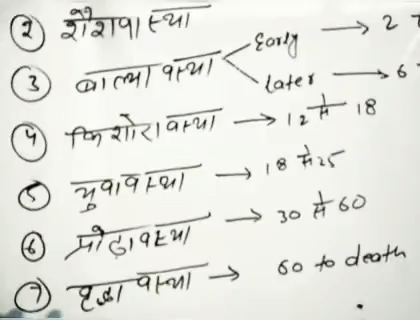 ② शैशवावस्था
③ बाल्यावस्था Early → 2
Later → 6
④ किशोरावस्था → 12 से 18
⑤ युवावस्था → 18 से 25
⑥ प्रौढ़ावस्था → 30 से 60
⑦ वृद्धावस्था → 60 to death